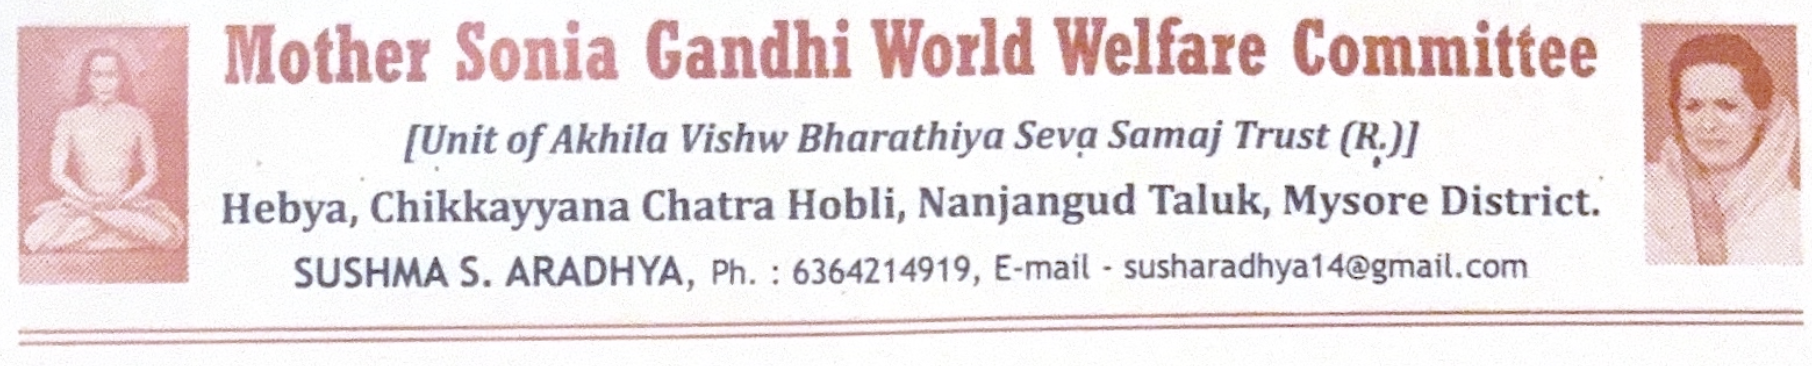 Mother Sonia Gandhi World Welfare Committee
[Unit of Akhila Vishw Bharathiya Seva Samaj Trust (R.)]
Hebya, Chikkayyana Chatra Hobli, Nanjangud Taluk, Mysore District.
SUSHMA S. ARADHYA, Ph. : 6364214919, E-mail - susharadhya14@gmail.com